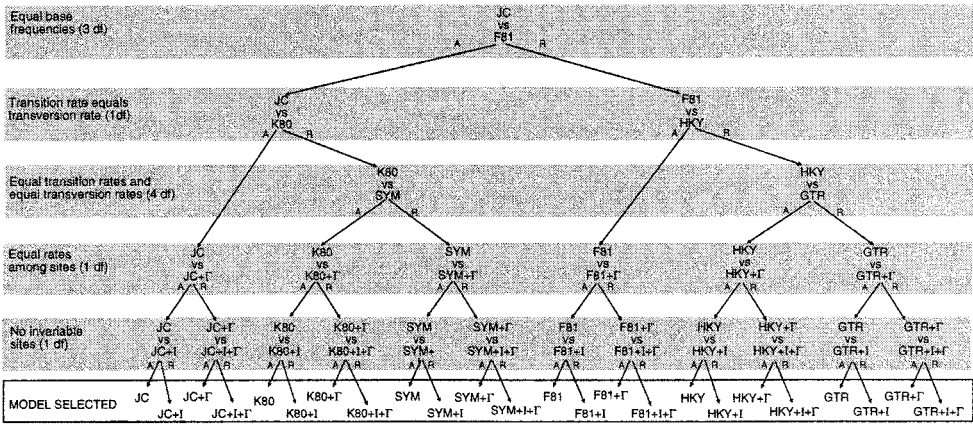 Equal base
frequencies (3 df)
JC
vs
F81
A R
Transition rate equals
transversion rate (1df)
JC
vs
K80
A R
F81
vs
HKY
A R
Equal transition rates and
equal transversion rates (4 df)
K80
vs
SYM
A R
HKY
vs
GTR
A R
Equal rates
among sites (1 df)
JC
vs
JC+Γ
A R
K80
vs
K80+Γ
A R
SYM
vs
SYM+Γ
A R
F81
vs
F81+Γ
A R
HKY
vs
HKY+Γ
A R
GTR
vs
GTR+Γ
A R
No invariable
sites (1 df)
JC
vs
JC+I
A R
JC+Γ
vs
JC+I+Γ
A R
K80
vs
K80+I
A R
K80+Γ
vs
K80+I+Γ
A R
SYM
vs
SYM+
A R
SYM+Γ
vs
SYM+I+Γ
A R
F81
vs
F81+I
A R
F81+Γ
vs
F81+I+Γ
A R
HKY
vs
HKY+I
A R
HKY+Γ
vs
HKY+I+Γ
A R
GTR
vs
GTR+I
A R
GTR+Γ
vs
GTR+I+Γ
A R
MODEL SELECTED
JC JC+Γ K80 K80+Γ SYM SYM+Γ F81 F81+Γ HKY HKY+Γ GTR GTR+Γ
JC+I JC+I+Γ K80+I K80+I+Γ SYM+I SYM+I+Γ F81+I F81+I+Γ HKY+I HKY+I+Γ GTR+I GTR+I+Γ